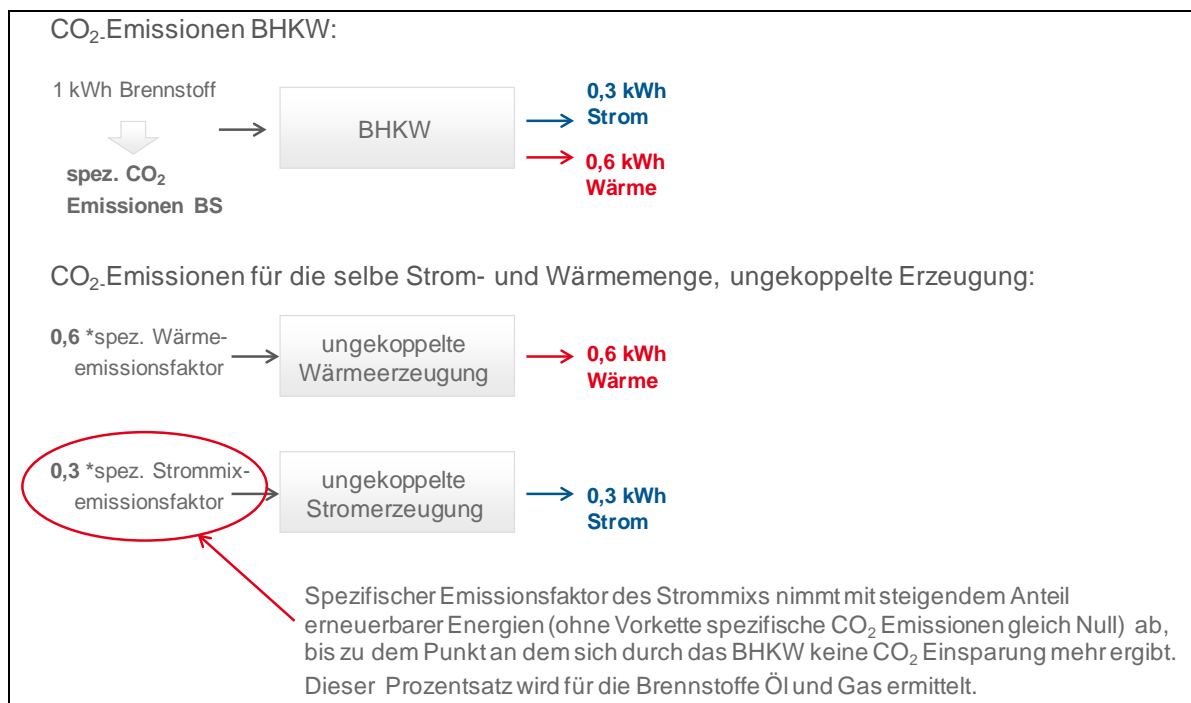 CO₂-Emissionen BHKW:
1 kWh Brennstoff
spez. CO₂
Emissionen BS
BHKW
0,3 kWh
Strom
0,6 kWh
Wärme
CO₂-Emissionen für die selbe Strom- und Wärmemenge, ungekoppelte Erzeugung:
0,6 *spez. Wärme-
emissionsfaktor
ungekoppelte
Wärmeerzeugung
0,6 kWh
Wärme
0,3 *spez. Strommix-
emissionsfaktor
ungekoppelte
Stromerzeugung
0,3 kWh
Strom
Spezifischer Emissionsfaktor des Strommixs nimmt mit steigendem Anteil
erneuerbarer Energien (ohne Vorkette spezifische CO₂ Emissionen gleich Null) ab,
bis zu dem Punkt an dem sich durch das BHKW keine CO₂ Einsparung mehr ergibt.
Dieser Prozentsatz wird für die Brennstoffe Öl und Gas ermittelt.